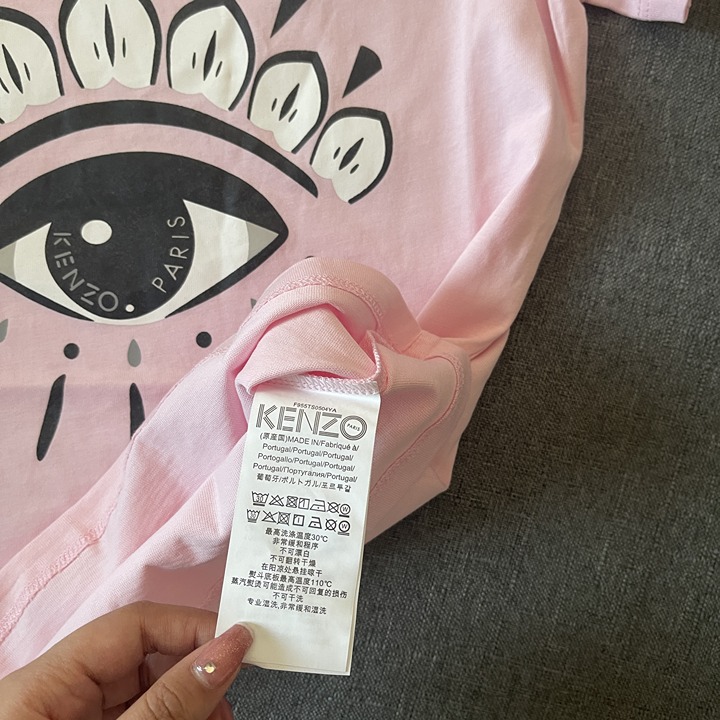 KENZO PARIS
F955TS0504YA
KENZO
PARIS
(原産国)MADE IN/Fabriqué à/
Portugal/Portugal/Portugal/
Portogallo/Portugal/Portugal/
Portugal/Португалия/Portugal/
葡萄牙/ポルトガル/포르투갈
30 W
30 W
最高洗涤温度30℃
非常缓和程序
不可漂白
不可翻转干燥
在阳凉处悬挂晾干
熨斗底板最高温度110℃
蒸汽熨烫可能造成不可回复的损伤
不可干洗
专业湿洗,非常缓和湿洗